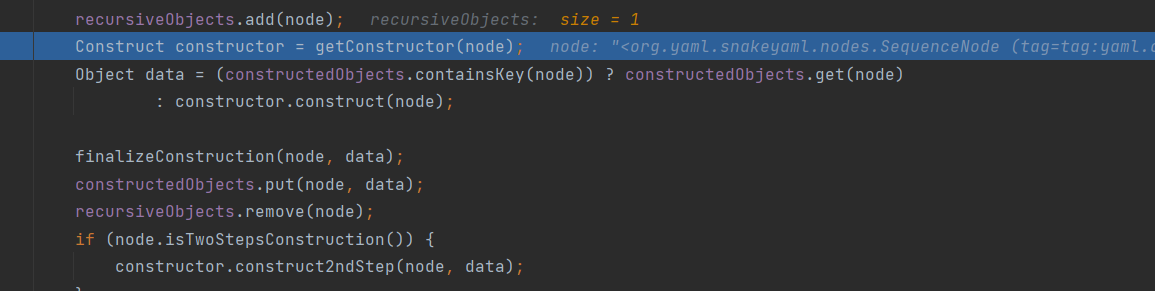 recursiveObjects.add(node);   recursiveObjects:  size = 1
Construct constructor = getConstructor(node);   node: "<org.yaml.snakeyaml.nodes.SequenceNode (tag=tag:yaml.
Object data = (constructedObjects.containsKey(node)) ? constructedObjects.get(node)
: constructor.construct(node);
finalizeConstruction(node, data);
constructedObjects.put(node, data);
recursiveObjects.remove(node);
if (node.isTwoStepsConstruction()) {
constructor.construct2ndStep(node, data);